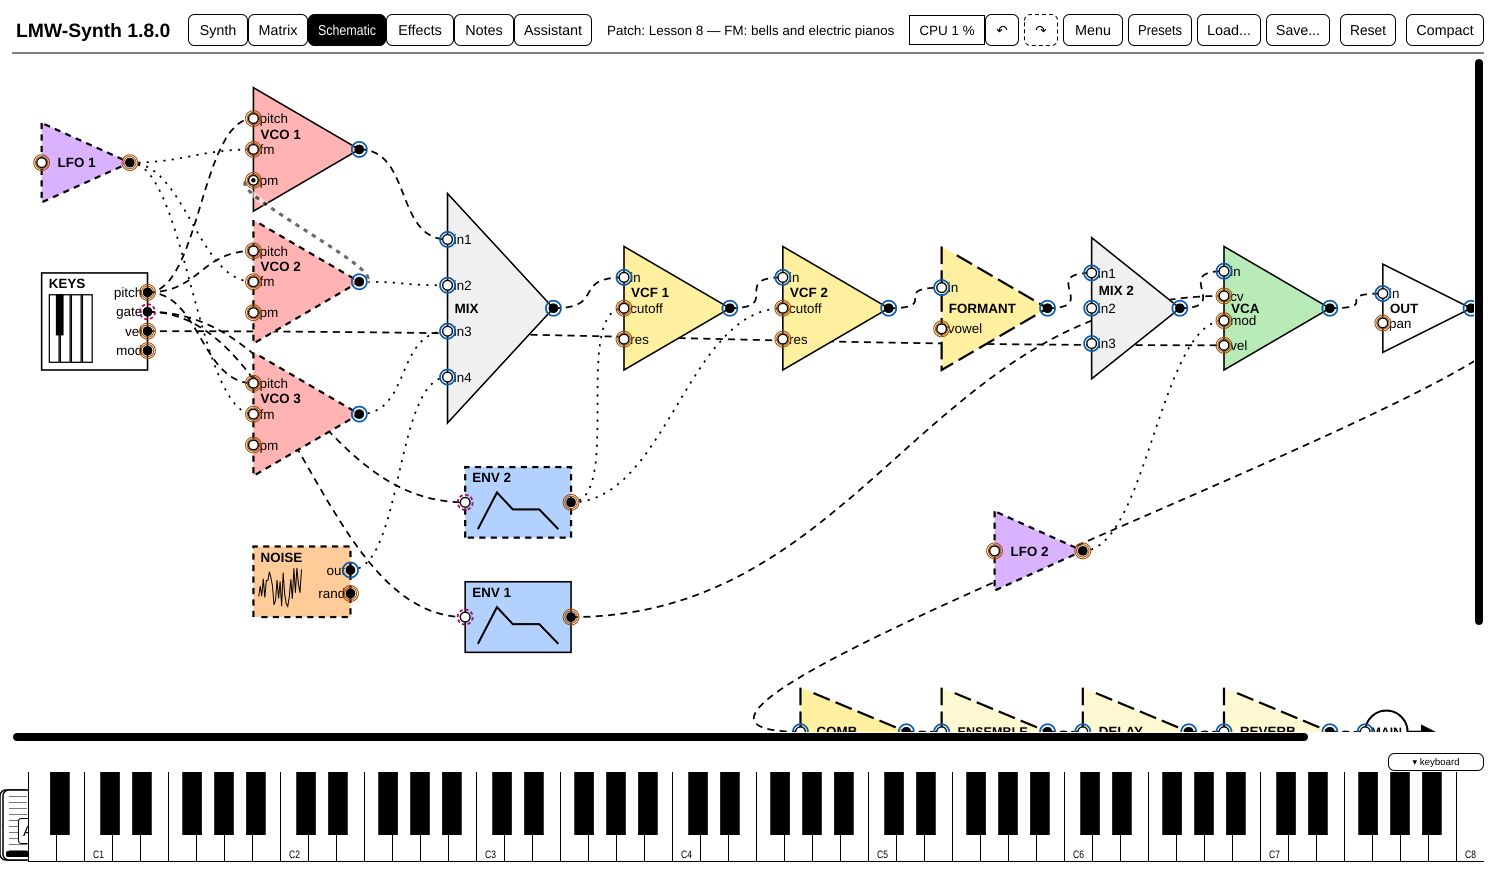 LMW-Synth 1.8.0 Synth Matrix Schematic Effects Notes Assistant Patch: Lesson 8 — FM: bells and electric pianos CPU 1 % ↶ ↷ Menu Presets Load... Save... Reset Compact
pitch
VCO 1
fm
pm
LFO 1
pitch
VCO 2
fm
pm
KEYS
pitch
gate
vel
mod
pitch
VCO 3
fm
pm
in1
in2
MIX
in3
in4
in
VCF 1
cutoff
res
in
VCF 2
cutoff
res
in
FORMANT
vowel
in1
MIX 2
in2
in3
in
cv
VCA
mod
vel
in
OUT
pan
ENV 2
NOISE
out
rand
ENV 1
LFO 2
COMB ENSEMBLE DELAY REVERB MAIN
▾ keyboard
A
C1 C2 C3 C4 C5 C6 C7 C8